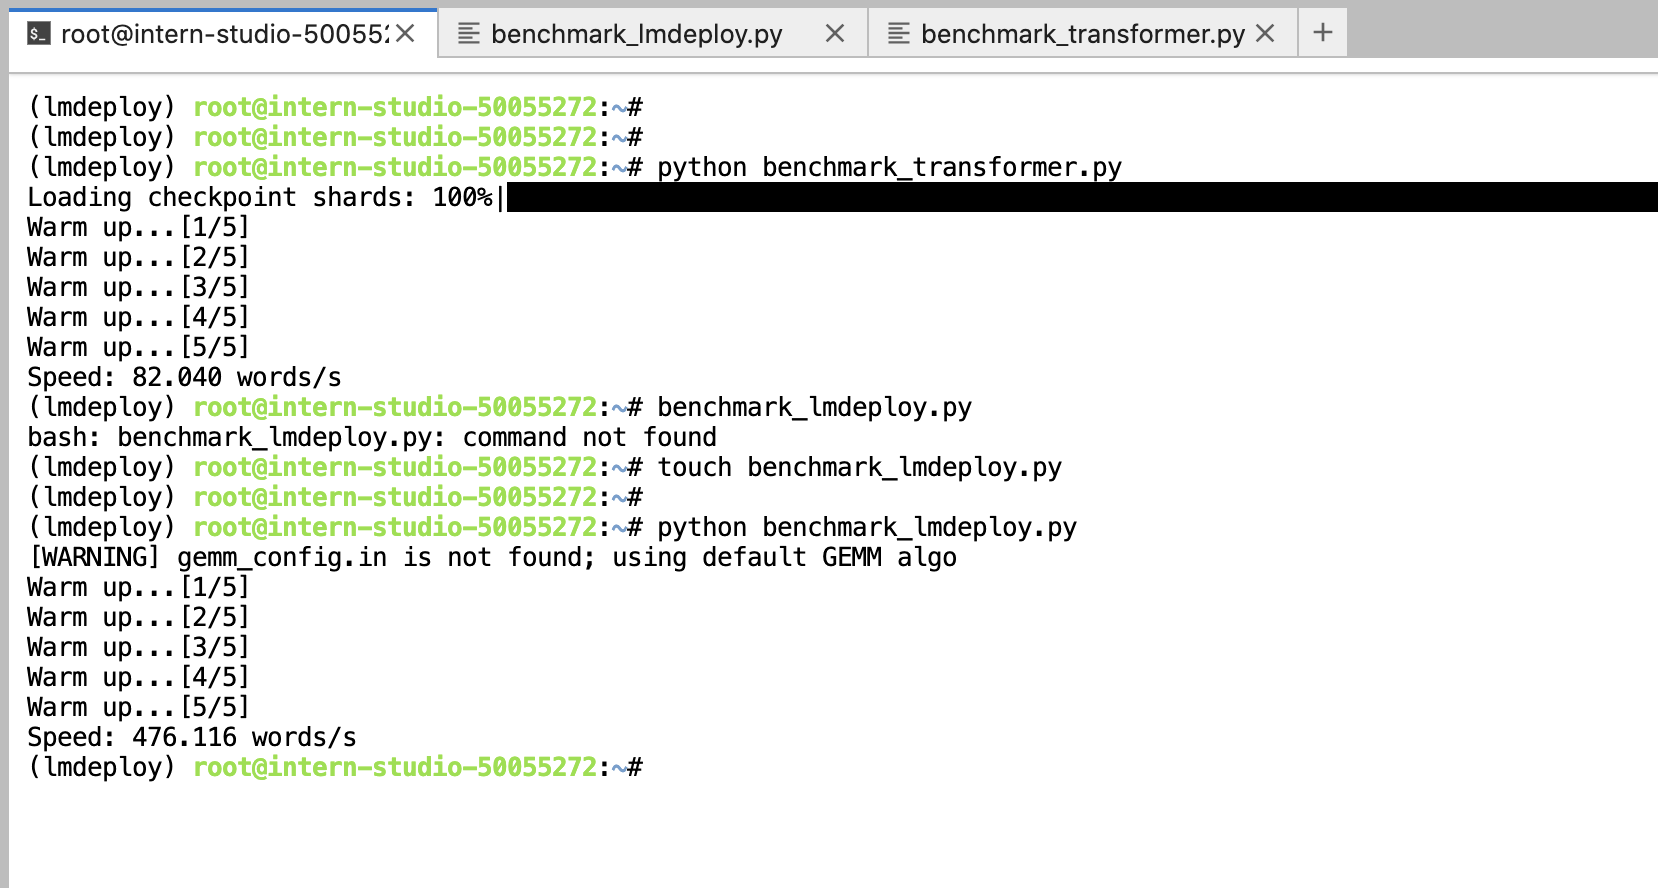 root@intern-studio-50055
benchmark_lmdeploy.py
benchmark_transformer.py
(lmdeploy) root@intern-studio-50055272:~#
(lmdeploy) root@intern-studio-50055272:~#
(lmdeploy) root@intern-studio-50055272:~# python benchmark_transformer.py
Loading checkpoint shards: 100%|
Warm up...[1/5]
Warm up...[2/5]
Warm up...[3/5]
Warm up...[4/5]
Warm up...[5/5]
Speed: 82.040 words/s
(lmdeploy) root@intern-studio-50055272:~# benchmark_lmdeploy.py
bash: benchmark_lmdeploy.py: command not found
(lmdeploy) root@intern-studio-50055272:~# touch benchmark_lmdeploy.py
(lmdeploy) root@intern-studio-50055272:~#
(lmdeploy) root@intern-studio-50055272:~# python benchmark_lmdeploy.py
[WARNING] gemm_config.in is not found; using default GEMM algo
Warm up...[1/5]
Warm up...[2/5]
Warm up...[3/5]
Warm up...[4/5]
Warm up...[5/5]
Speed: 476.116 words/s
(lmdeploy) root@intern-studio-50055272:~#